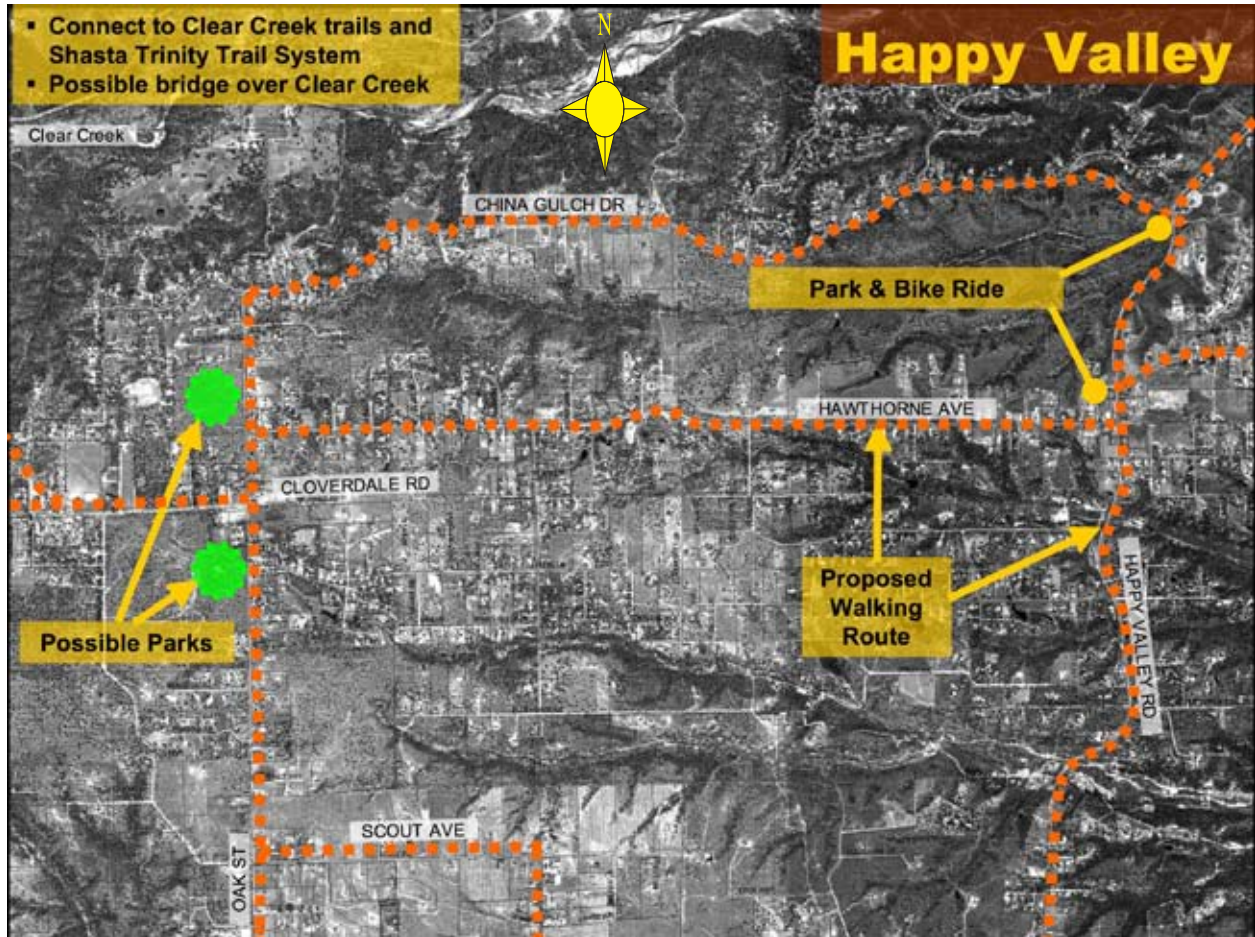 ▪ Connect to Clear Creek trails and
Shasta Trinity Trail System
▪ Possible bridge over Clear Creek
N
Happy Valley
Clear Creek
CHINA GULCH DR
Park & Bike Ride
HAWTHORNE AVE
CLOVERDALE RD
Proposed
Walking
Route
HAPPY VALLEY RD
Possible Parks
SCOUT AVE
OAK ST